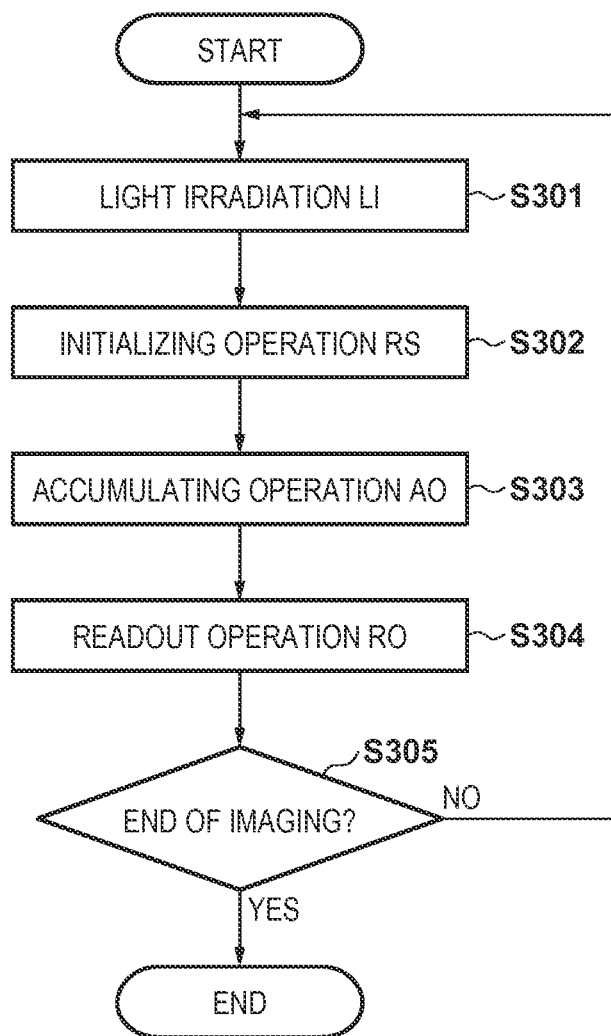 START
LIGHT IRRADIATION LI
S301
INITIALIZING OPERATION RS
S302
ACCUMULATING OPERATION AO
S303
READOUT OPERATION RO
S304
S305
END OF IMAGING?
NO
YES
END